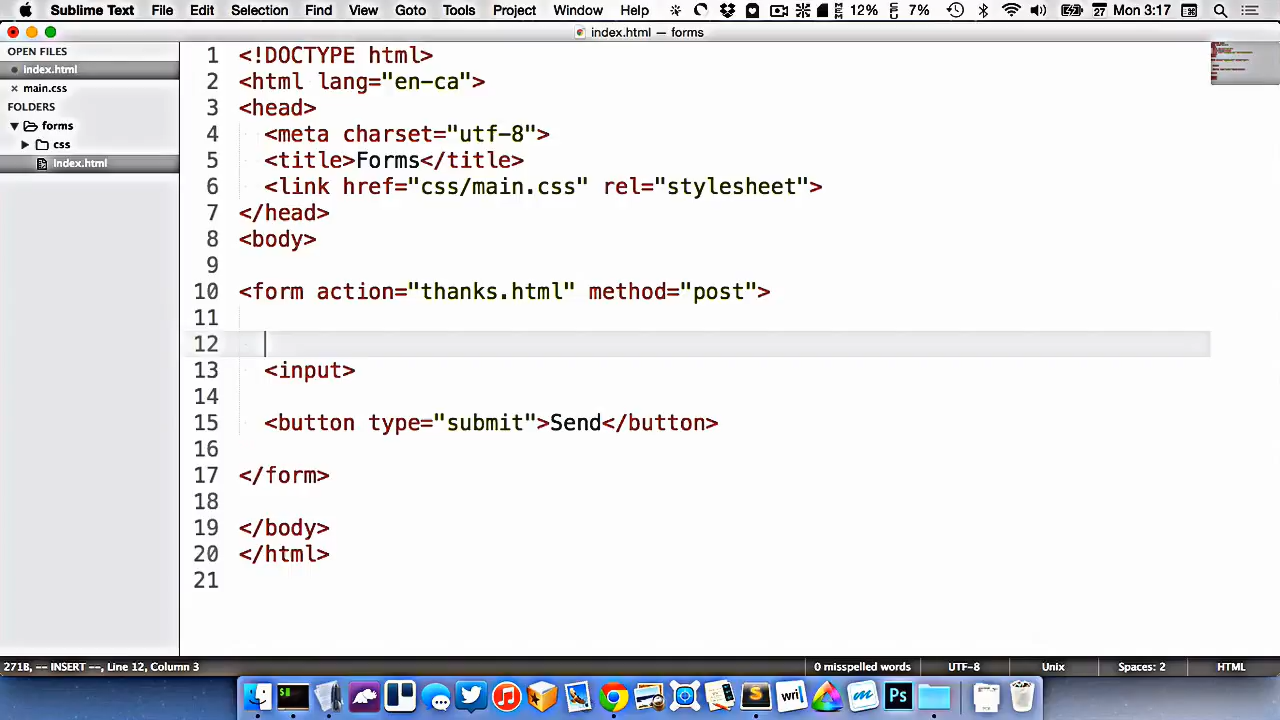 Sublime Text File Edit Selection Find View Goto Tools Project Window Help 12% 7% 27 Mon 3:17
index.html — forms
OPEN FILES
index.html
× main.css
FOLDERS
forms
css
index.html
1 <!DOCTYPE html>
2 <html lang="en-ca">
3 <head>
4 <meta charset="utf-8">
5 <title>Forms</title>
6 <link href="css/main.css" rel="stylesheet">
7 </head>
8 <body>
9
10 <form action="thanks.html" method="post">
11
12
13 <input>
14
15 <button type="submit">Send</button>
16
17 </form>
18
19 </body>
20 </html>
21
271B, -- INSERT --, Line 12, Column 3 0 misspelled words UTF-8 Unix Spaces: 2 HTML
wri Ps